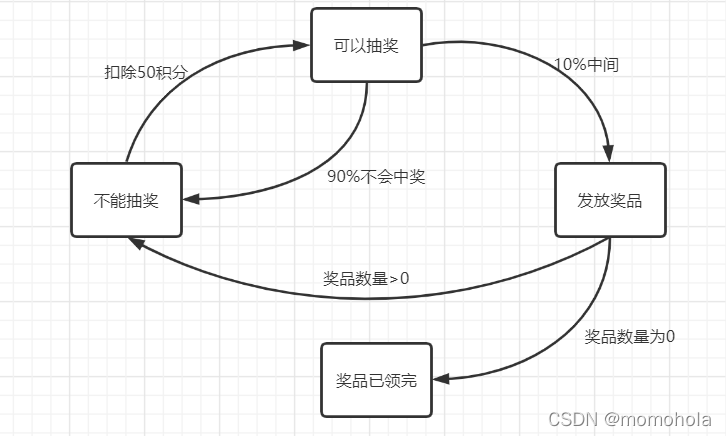 可以抽奖
扣除50积分
10%中间
90%不会中奖
不能抽奖
发放奖品
奖品数量>0
奖品数量为0
奖品已领完
CSDN @momohola